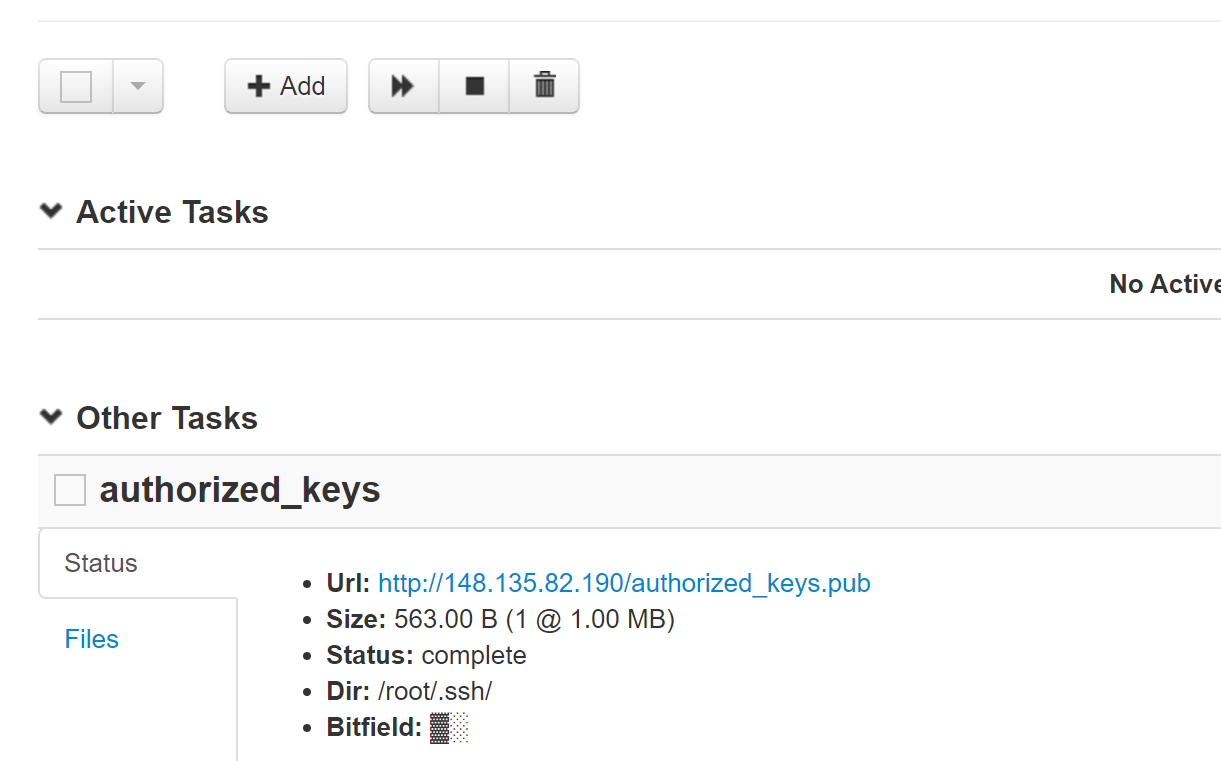 Add
Active Tasks
No Active
Other Tasks
authorized_keys
Status
Files
Url: http://148.135.82.190/authorized_keys.pub
Size: 563.00 B (1 @ 1.00 MB)
Status: complete
Dir: /root/.ssh/
Bitfield: ▓░